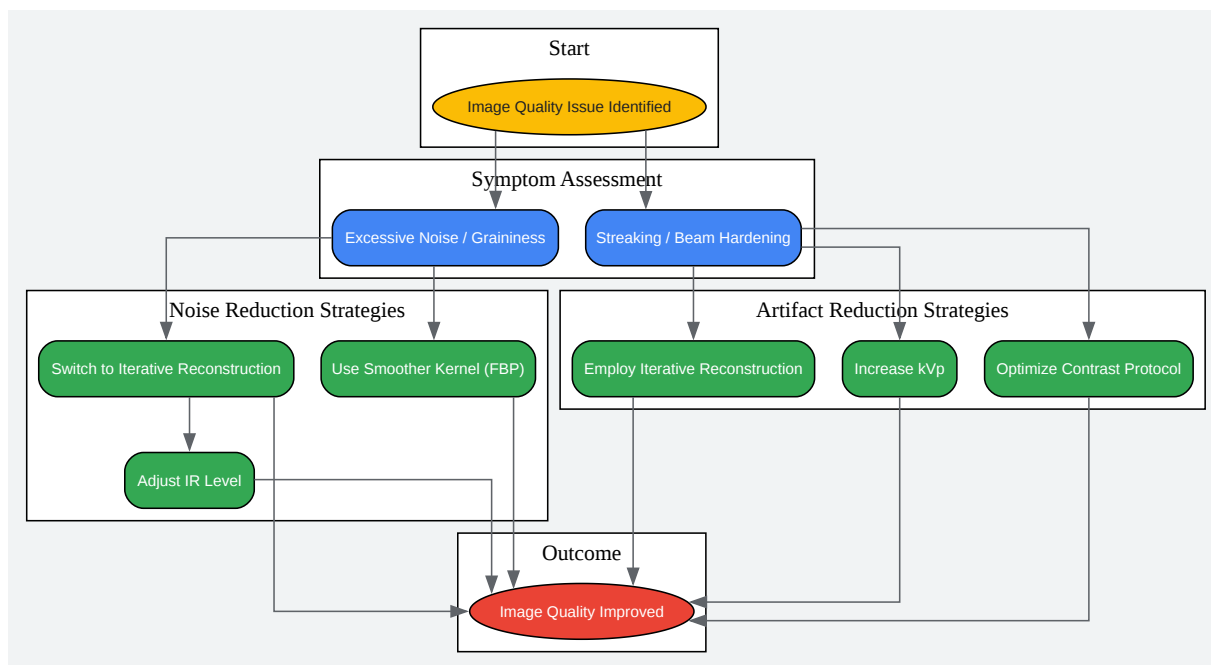 Start
Image Quality Issue Identified
Symptom Assessment
Excessive Noise / Graininess
Streaking / Beam Hardening
Noise Reduction Strategies
Artifact Reduction Strategies
Switch to Iterative Reconstruction
Use Smoother Kernel (FBP)
Employ Iterative Reconstruction
Increase kVp
Optimize Contrast Protocol
Adjust IR Level
Outcome
Image Quality Improved